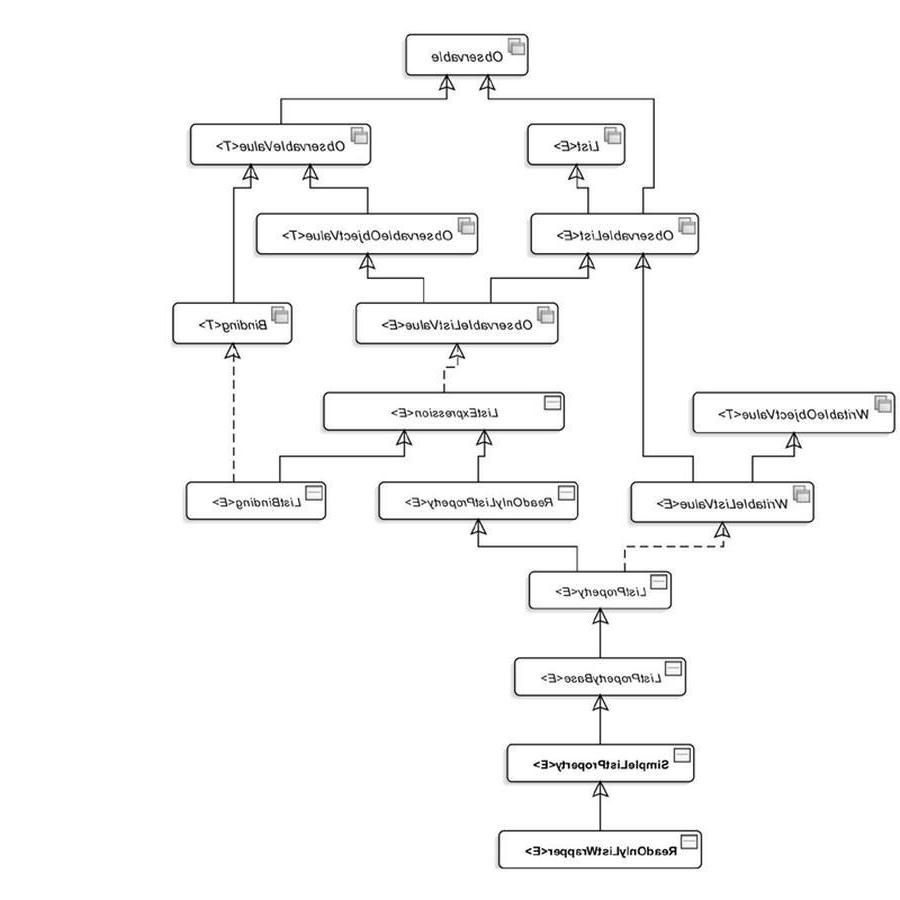 Observable
ObservableValue<T>
List<E>
ObservableObjectValue<T>
ObservableList<E>
Binding<T>
ObservableListValue<E>
ListExpression<E>
WritableObjectValue<T>
ListBinding<E>
ReadOnlyListProperty<E>
WritableListValue<E>
ListProperty<E>
ListPropertyBase<E>
SimpleListProperty<E>
ReadOnlyListWrapper<E>